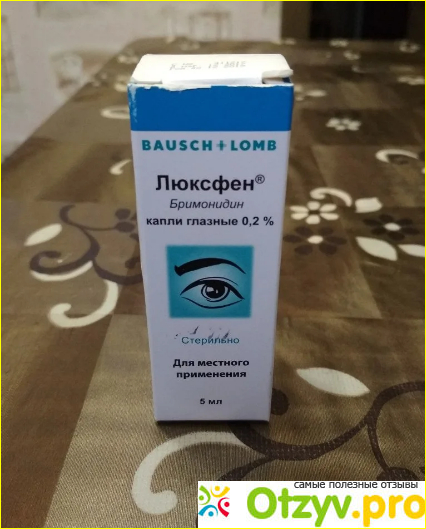 BAUSCH + LOMB
Люксфен®
Бримонидин
капли глазные 0,2 %
Стерильно
Для местного
применения
5 мл
самые полезные отзывы
Otzyv.pro